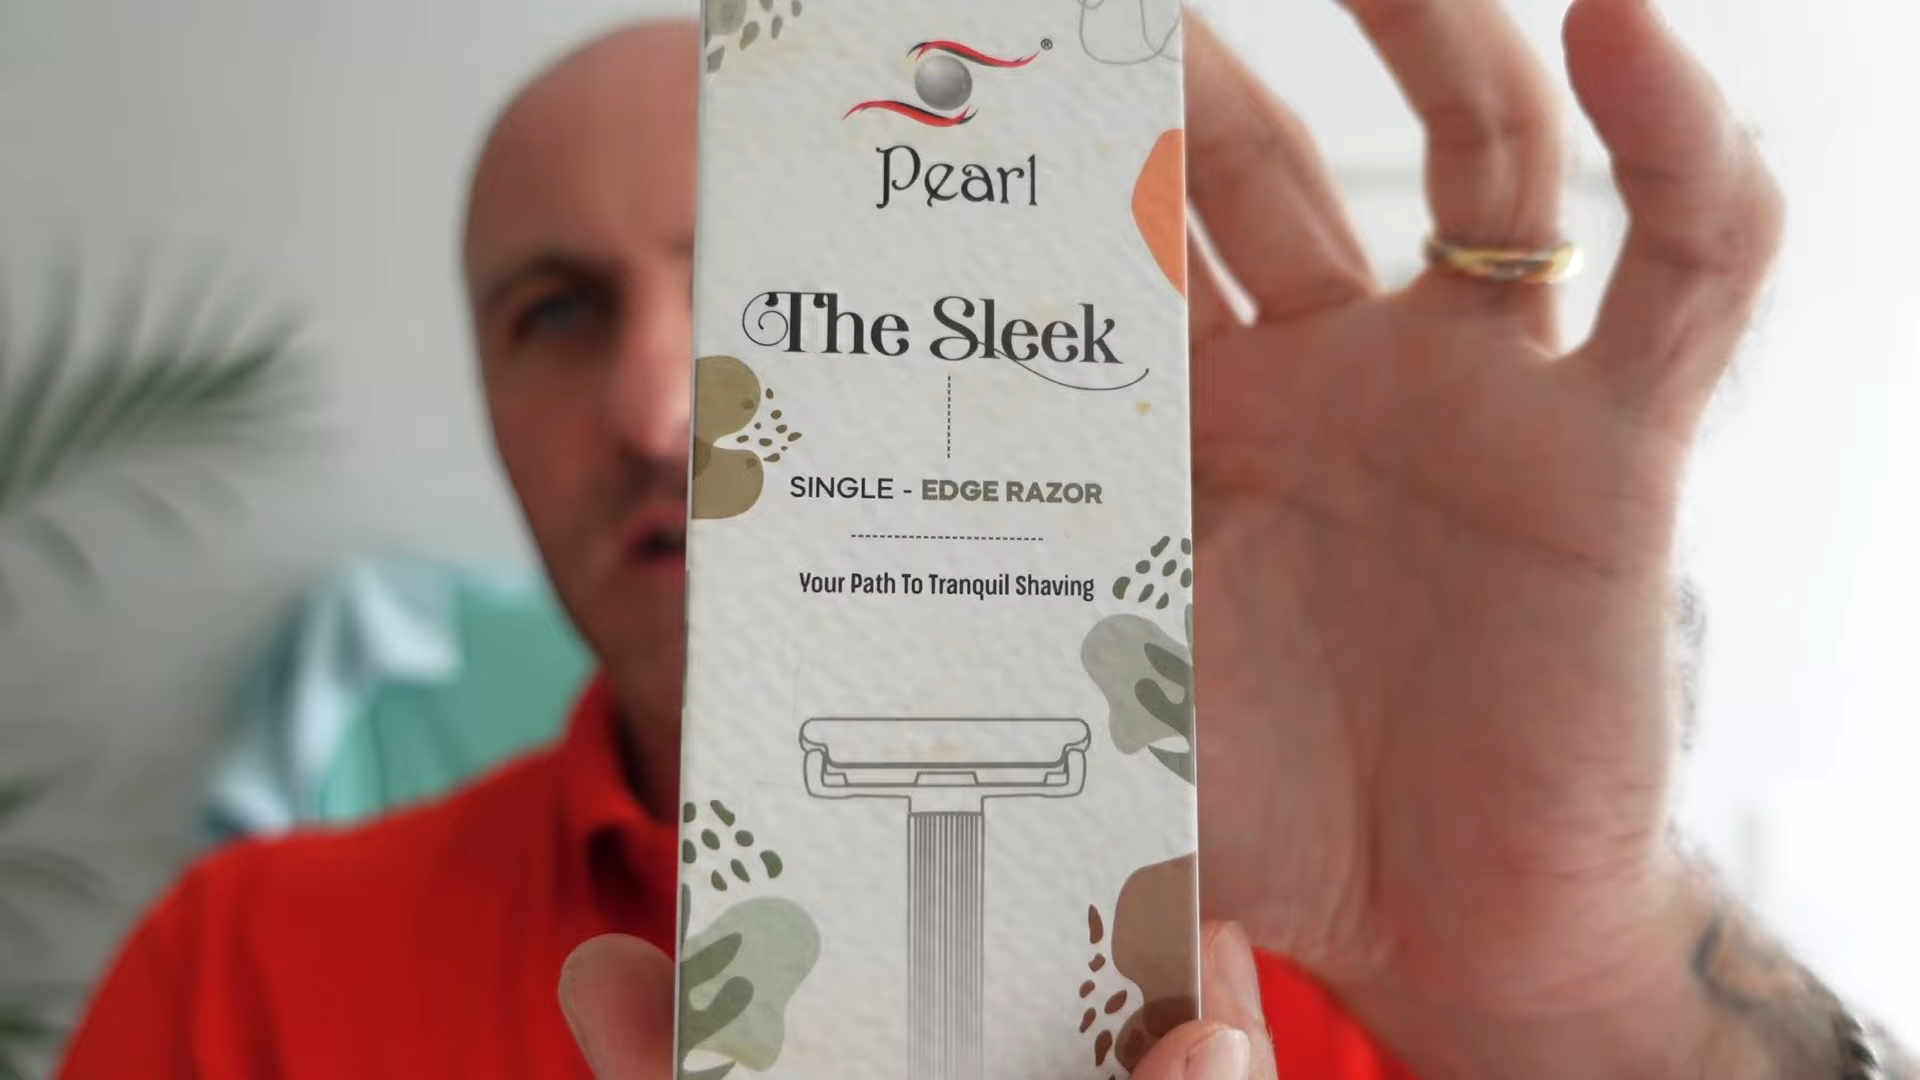 ®
Pearl
The Sleek
SINGLE - EDGE RAZOR
Your Path To Tranquil Shaving